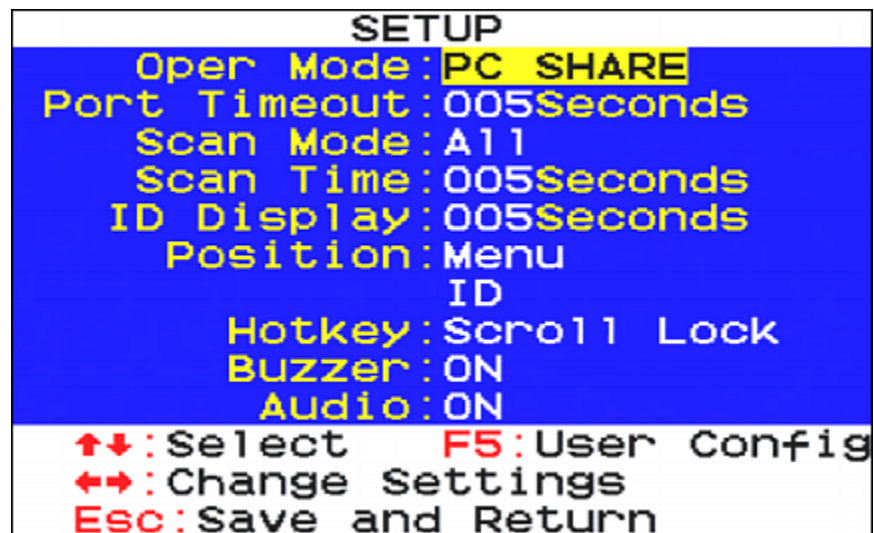 SETUP
Oper Mode:PC SHARE
Port Timeout:005Seconds
Scan Mode:All
Scan Time:005Seconds
ID Display:005Seconds
Position:Menu
ID
Hotkey:Scroll Lock
Buzzer:ON
Audio:ON
↑↓:Select F5:User Config
←→:Change Settings
Esc:Save and Return